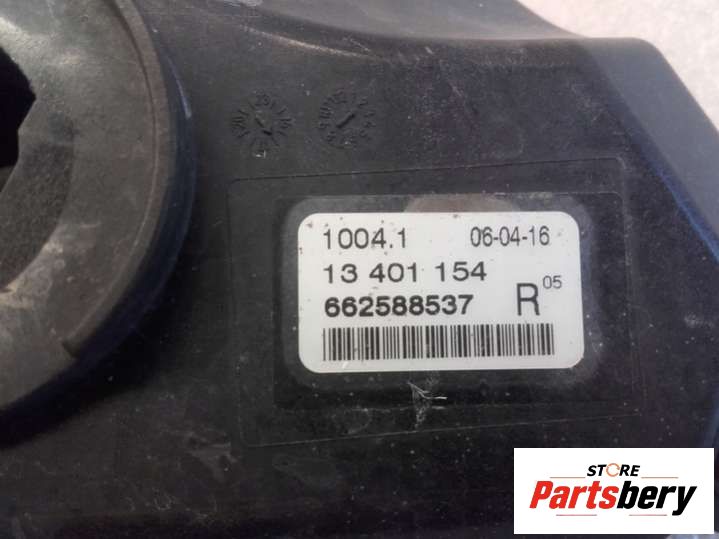 1004.1 06-04-16
13 401 154
662588537 R 05
STORE
Partsbery